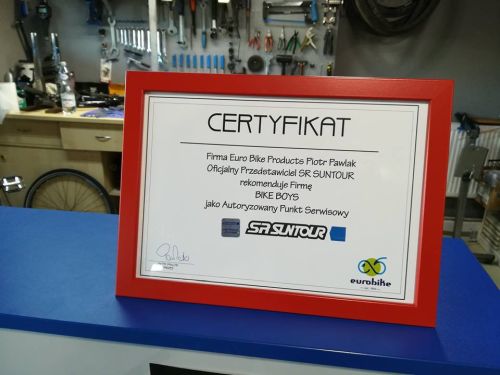 CERTYFIKAT
Firma Euro Bike Products Piotr Pawlak
Oficjalny Przedstawiciel SR SUNTOUR
rekomenduje Firmę
BIKE BOYS
jako Autoryzowany Punkt Serwisowy
SR SUNTOUR
eurobike